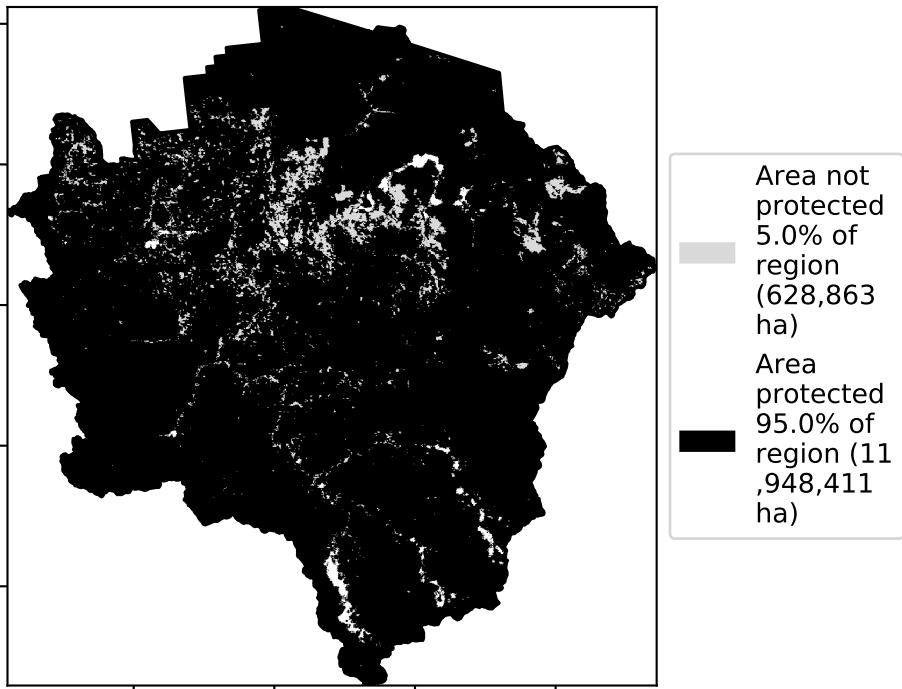 Area not
protected
5.0% of
region
(628,863
ha)
Area
protected
95.0% of
region (11
,948,411
ha)